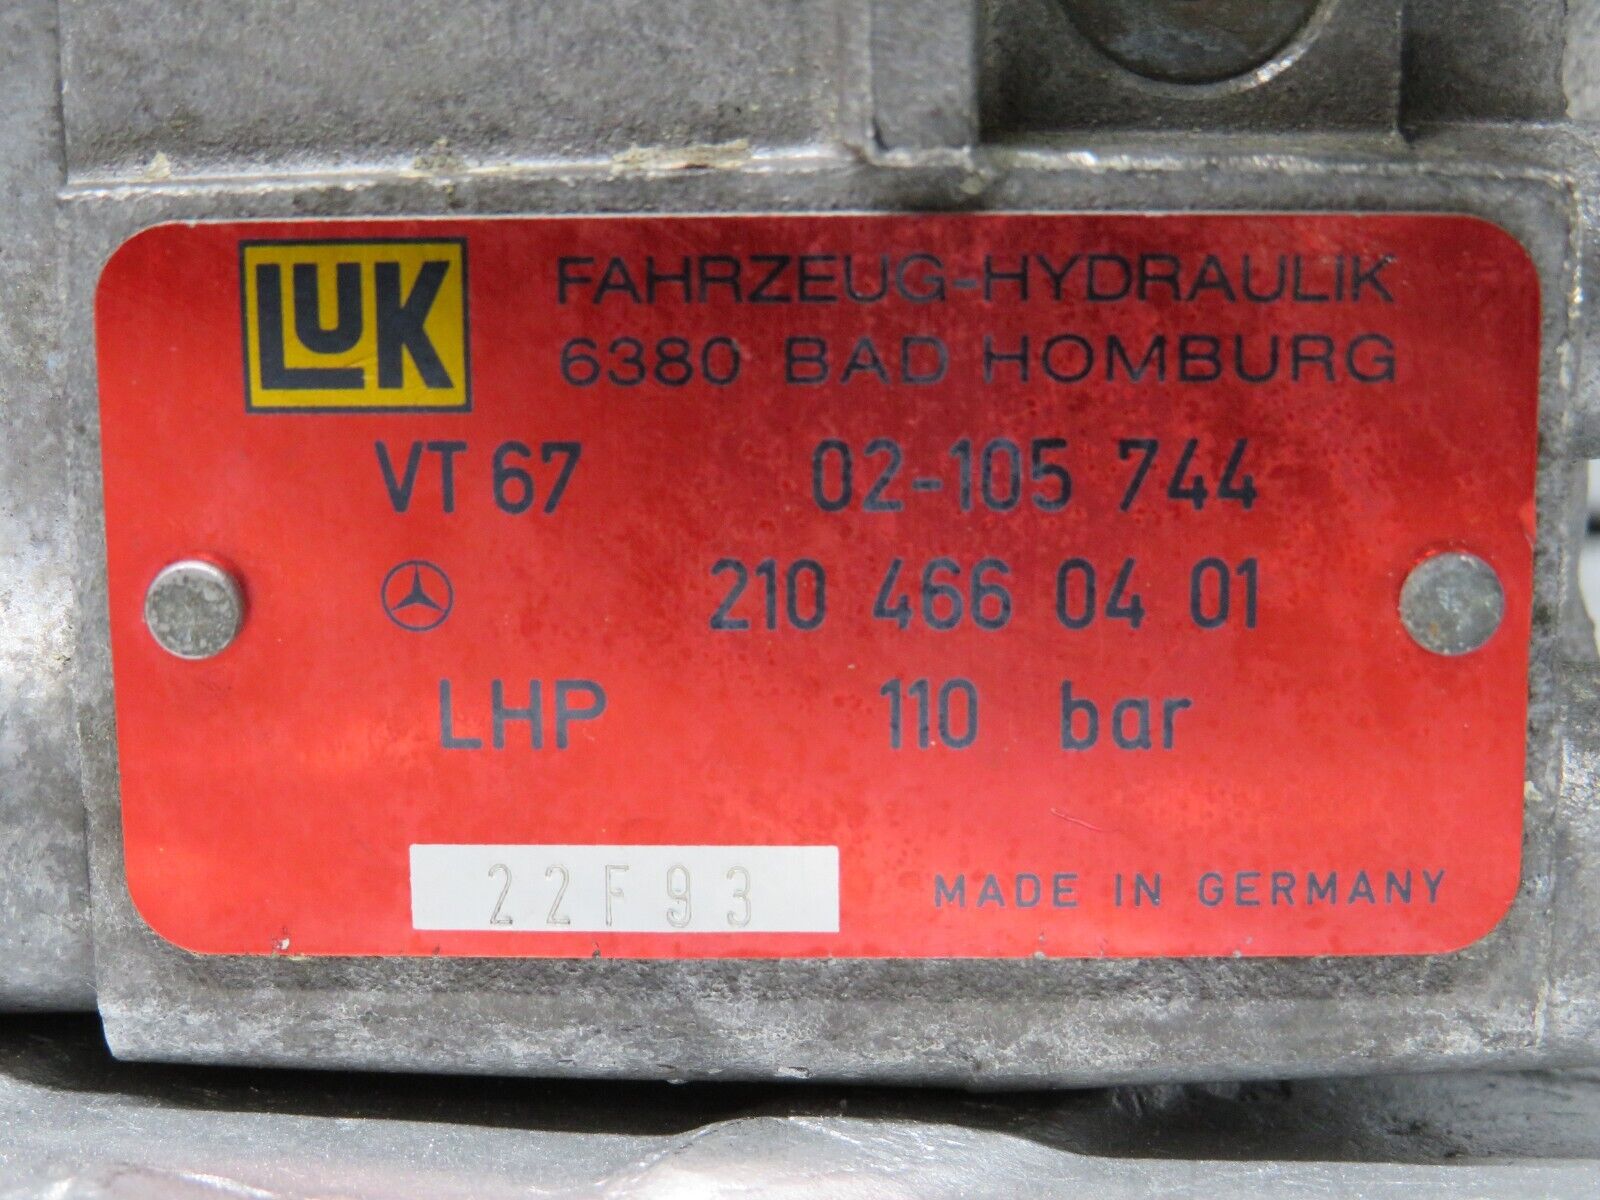 LUK
FAHRZEUG-HYDRAULIK
6380 BAD HOMBURG
VT 67 02-105 744
210 466 04 01
LHP 110 bar
22F93
MADE IN GERMANY